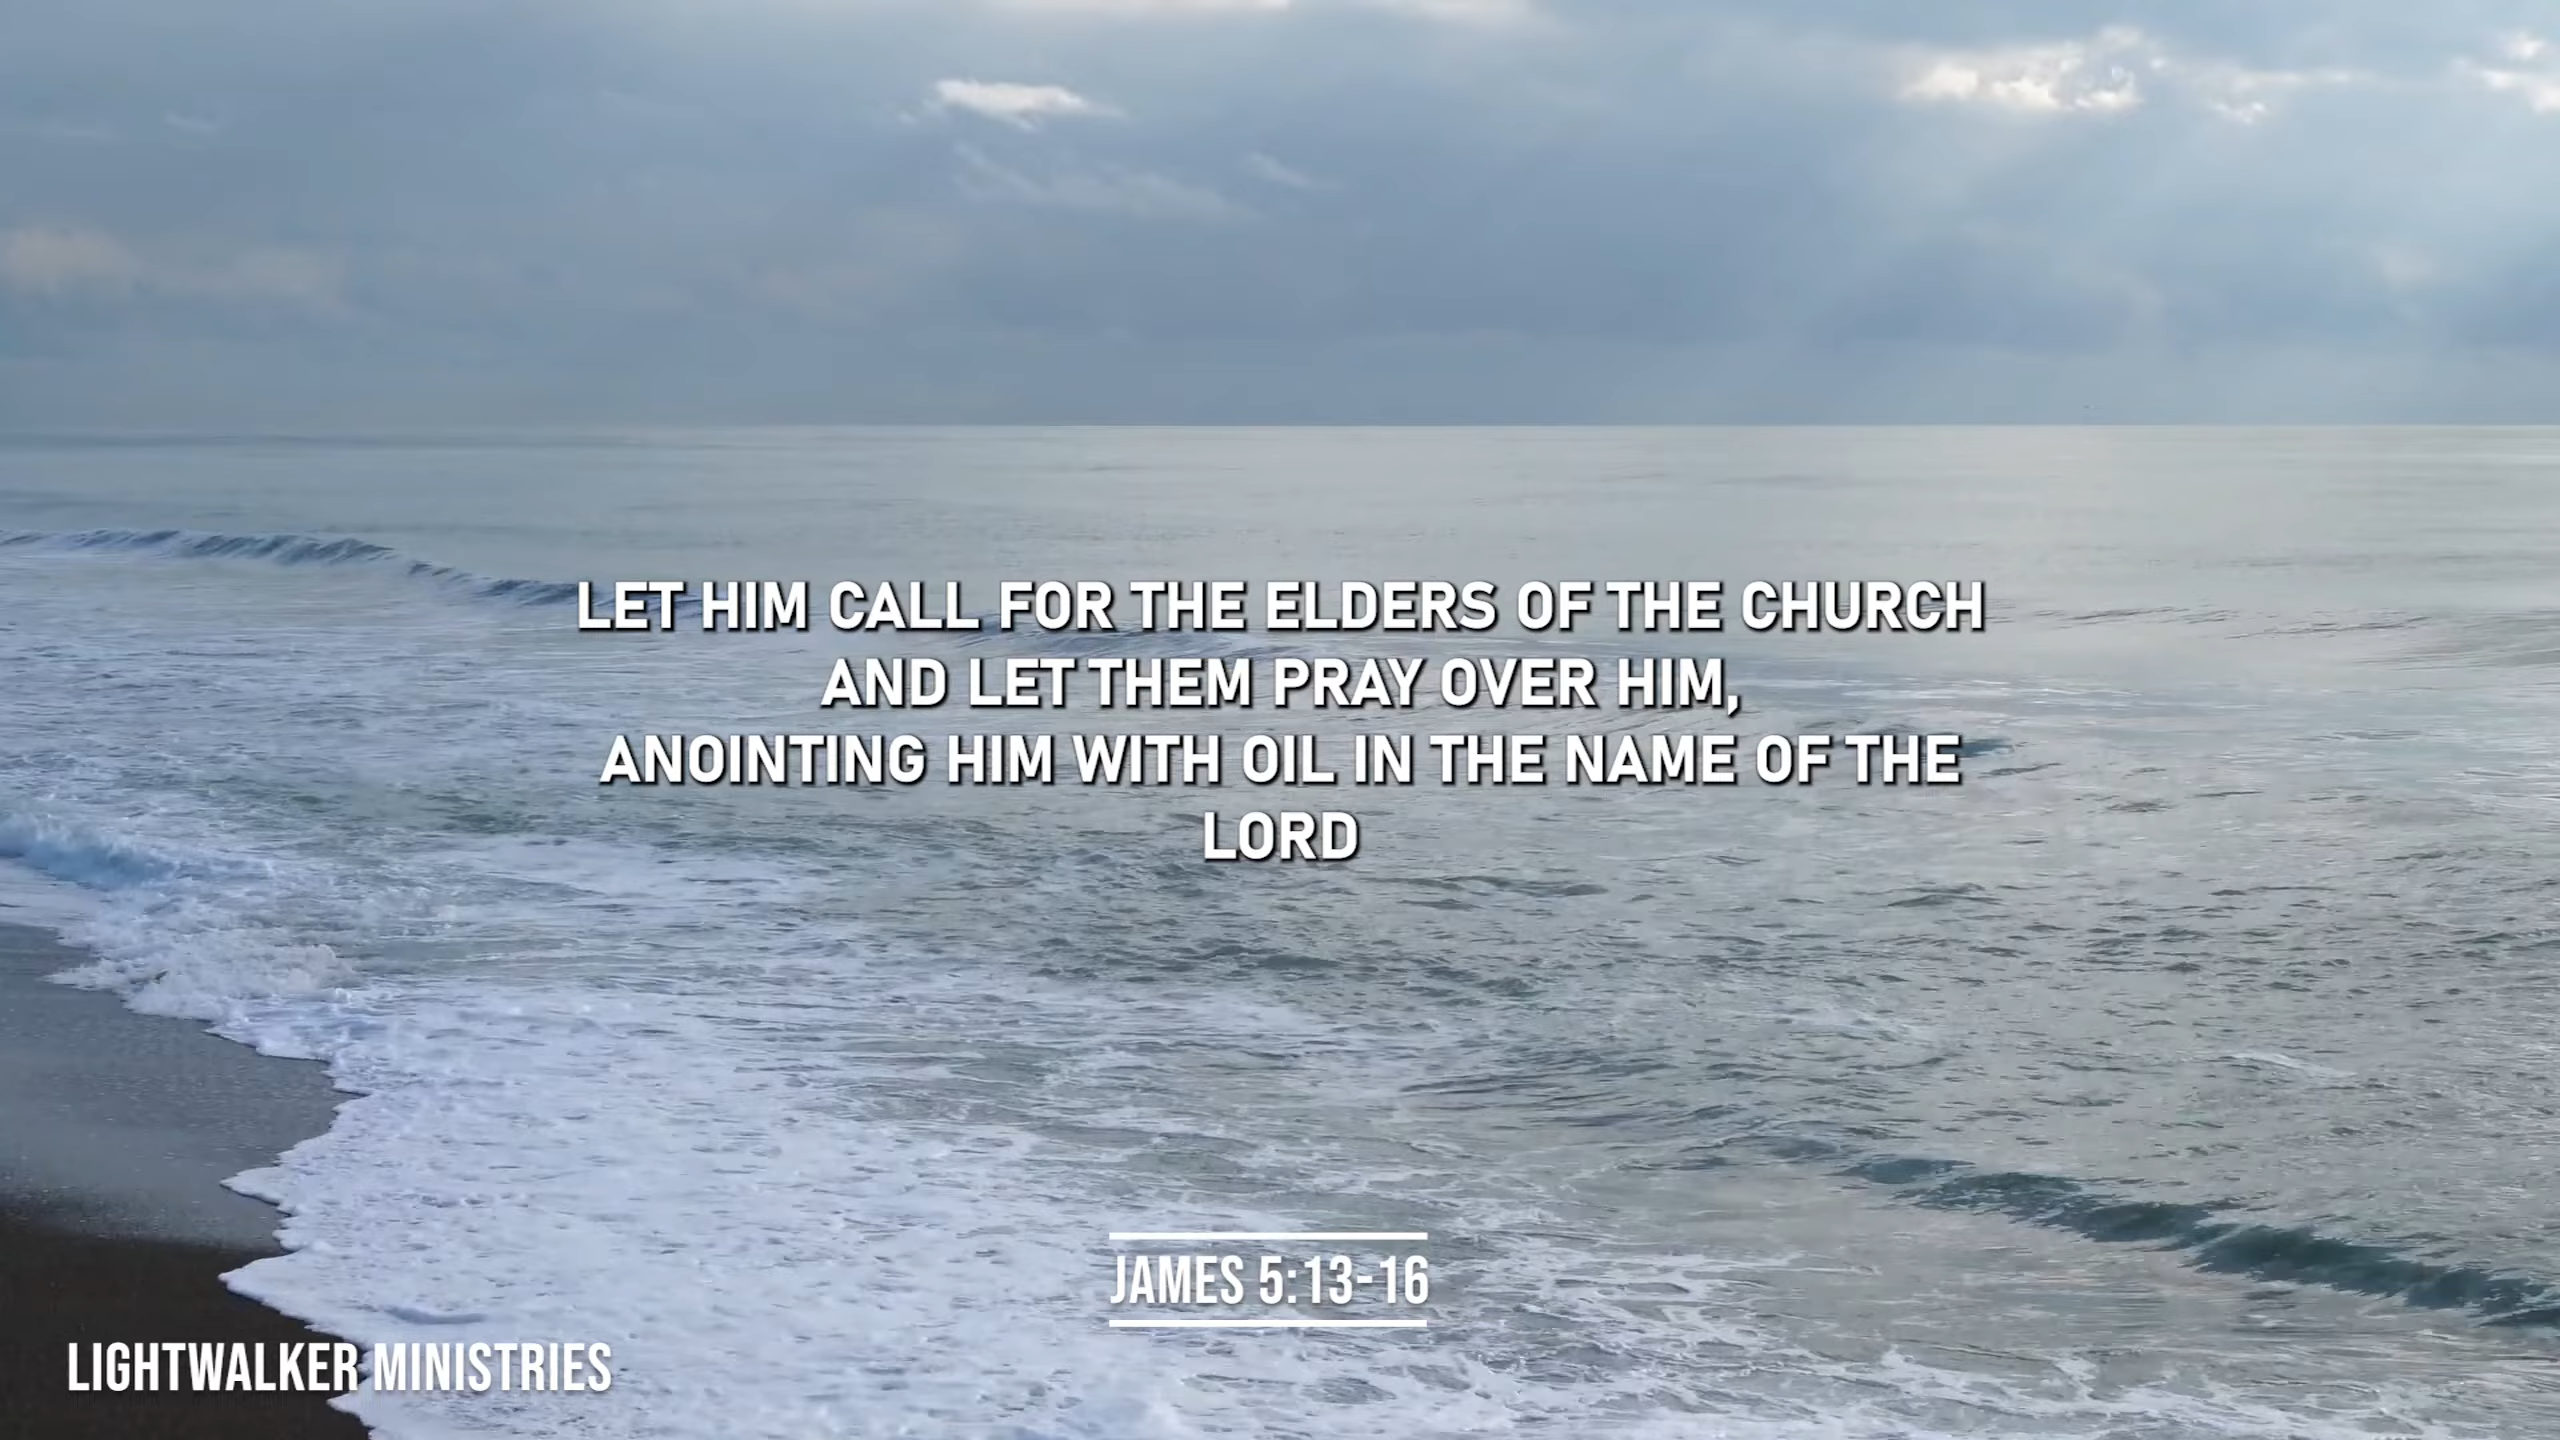 LET HIM CALL FOR THE ELDERS OF THE CHURCH
AND LET THEM PRAY OVER HIM,
ANOINTING HIM WITH OIL IN THE NAME OF THE
LORD
JAMES 5:13-16
LIGHTWALKER MINISTRIES